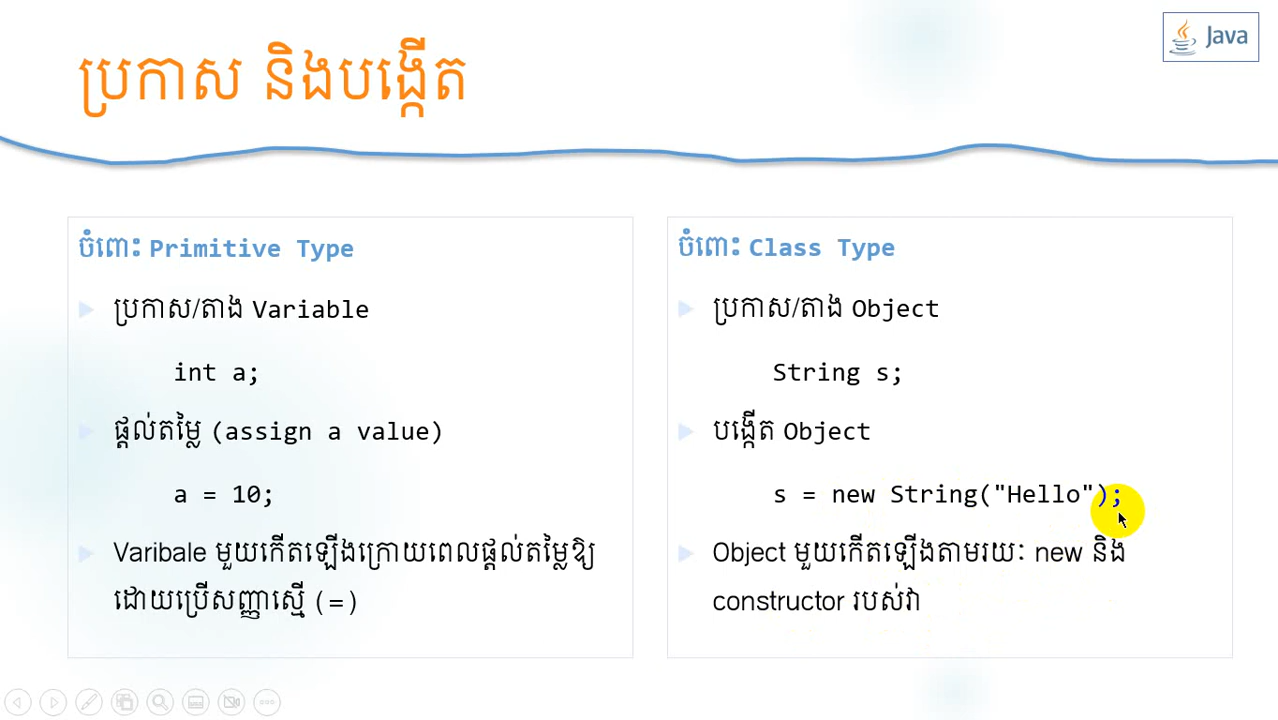 Java
ប្រកាស និងបង្កើត
ចំពោះ Primitive Type
ប្រកាស/តាង Variable
int a;
ផ្តល់តម្លៃ (assign a value)
a = 10;
Varibale មួយកើតឡើងក្រោយពេលផ្តល់តម្លៃឱ្យ
ដោយប្រើសញ្ញាស្មើ (=)
ចំពោះ Class Type
ប្រកាស/តាង Object
String s;
បង្កើត Object
s = new String("Hello");
Object មួយកើតឡើងតាមរយៈ new និង
constructor របស់វា